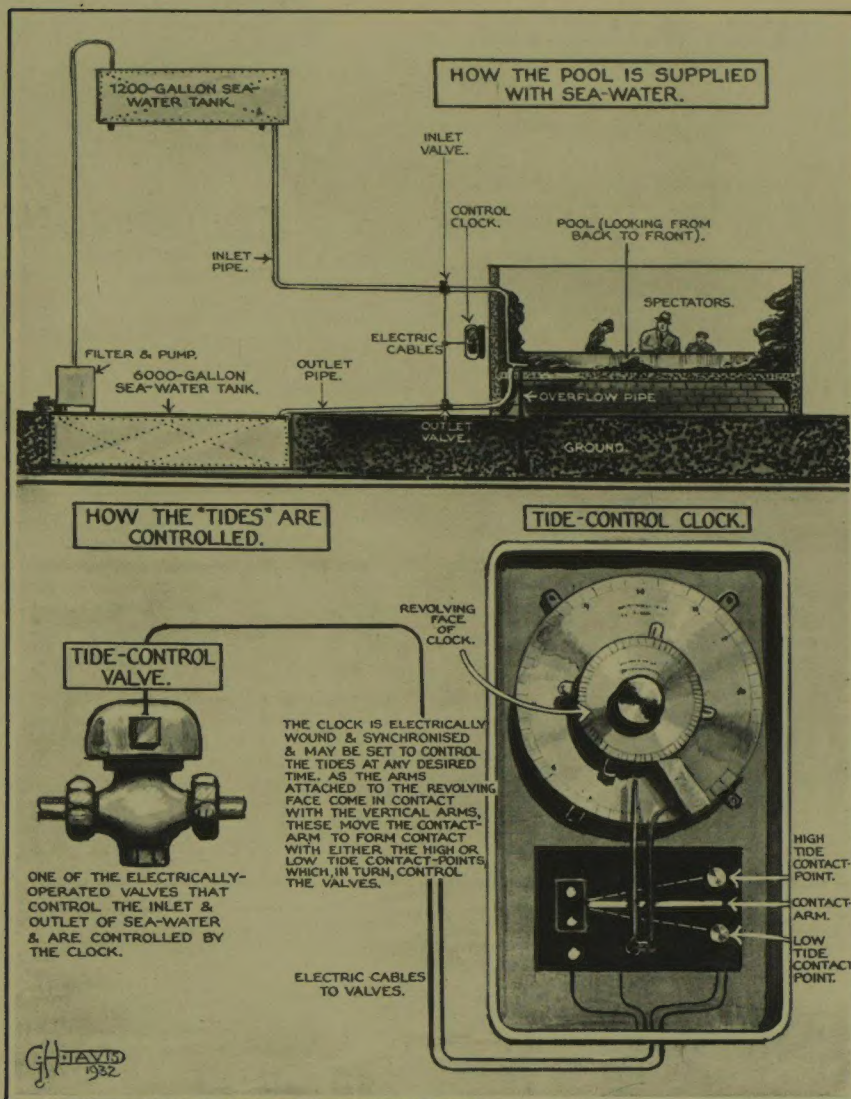 1200-GALLON SEA-
WATER TANK.
HOW THE POOL IS SUPPLIED
WITH SEA-WATER.
INLET
VALVE.
CONTROL
CLOCK.
POOL (LOOKING FROM
BACK TO FRONT).
INLET
PIPE.
SPECTATORS.
ELECTRIC
CABLES
FILTER & PUMP.
6000-GALLON
SEA-WATER TANK.
OUTLET
PIPE.
OVERFLOW PIPE
OUTLET
VALVE.
GROUND.
HOW THE "TIDES" ARE
CONTROLLED.
TIDE-CONTROL CLOCK.
REVOLVING
FACE
OF
CLOCK.
TIDE-CONTROL
VALVE.
THE CLOCK IS ELECTRICALLY
WOUND & SYNCHRONISED
& MAY BE SET TO CONTROL
THE TIDES AT ANY DESIRED
TIME. AS THE ARMS
ATTACHED TO THE REVOLVING
FACE COME IN CONTACT
WITH THE VERTICAL ARMS,
THESE MOVE THE CONTACT-
ARM TO FORM CONTACT
WITH EITHER THE HIGH OR
LOW TIDE CONTACT-POINTS,
WHICH, IN TURN, CONTROL
THE VALVES.
ONE OF THE ELECTRICALLY-
OPERATED VALVES THAT
CONTROL THE INLET &
OUTLET OF SEA-WATER
& ARE CONTROLLED BY
THE CLOCK.
HIGH
TIDE
CONTACT-
POINT.
CONTACT-
ARM.
LOW
TIDE
CONTACT
POINT.
ELECTRIC CABLES
TO VALVES.
G.H. DAVIS
1932